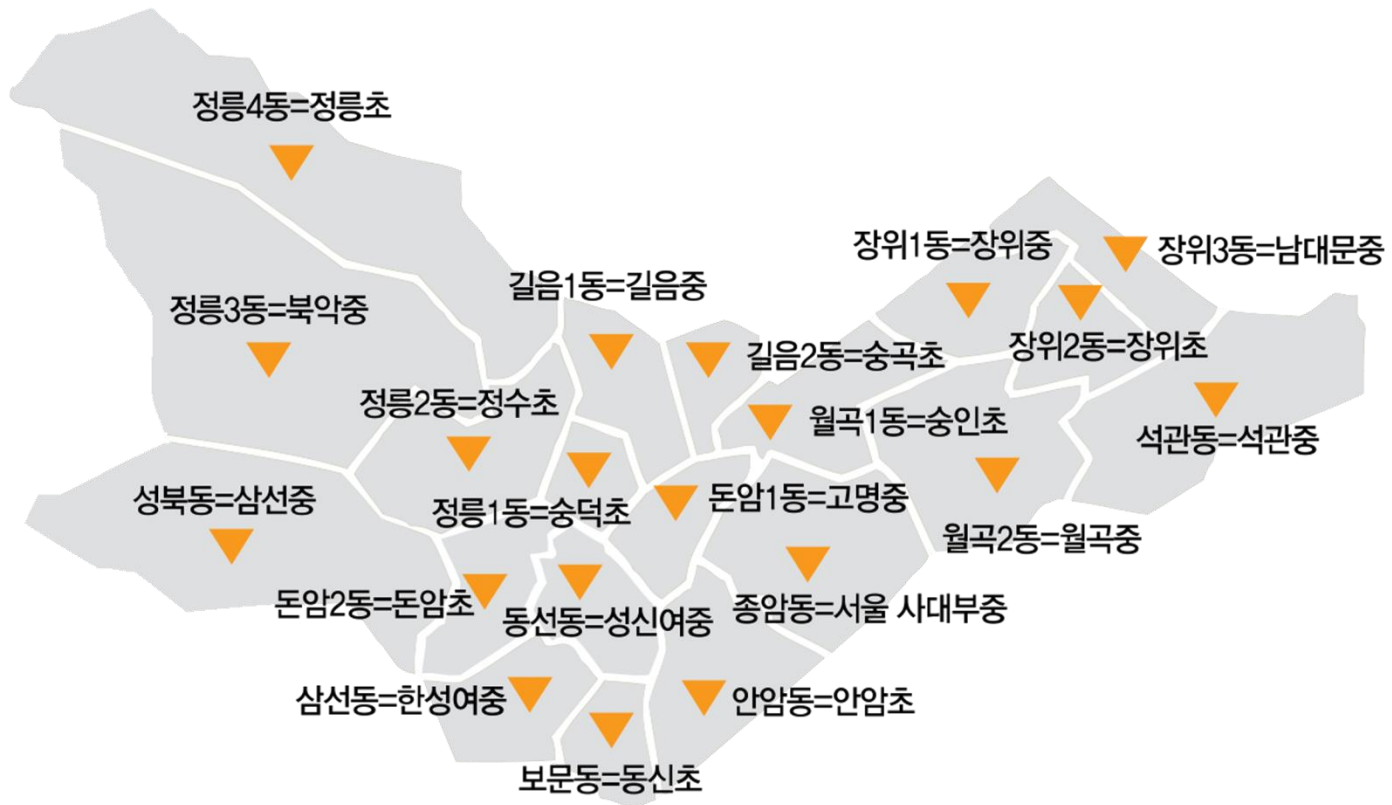 정릉4동=정릉초
장위1동=장위중
장위3동=남대문중
길음1동=길음중
정릉3동=북악중
장위2동=장위초
길음2동=숭곡초
정릉2동=정수초
월곡1동=숭인초
석관동=석관중
성북동=삼선중
돈암1동=고명중
정릉1동=숭덕초
월곡2동=월곡중
돈암2동=돈암초
종암동=서울 사대부중
동선동=성신여중
삼선동=한성여중
안암동=안암초
보문동=동신초